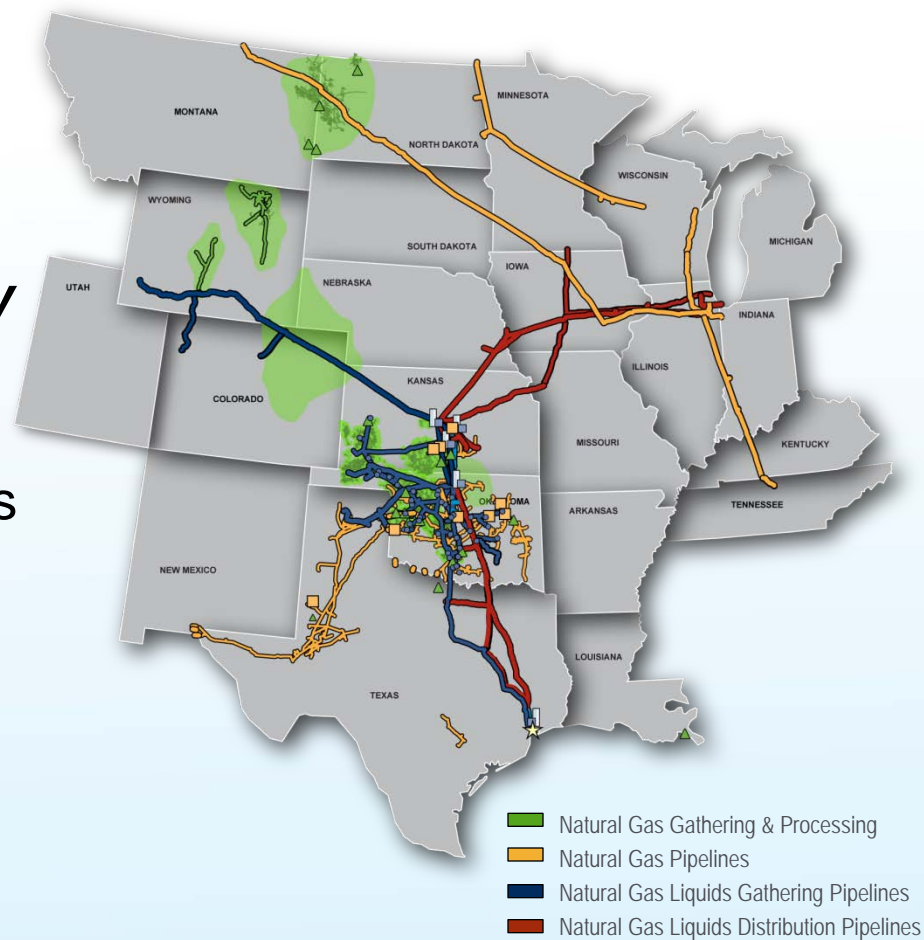 MINNESOTA
MONTANA
NORTH DAKOTA
WISCONSIN
WYOMING
MICHIGAN
SOUTH DAKOTA
IOWA
NEBRASKA
UTAH
INDIANA
ILLINOIS
KANSAS
COLORADO
MISSOURI
KENTUCKY
s
OKLAHOMA
TENNESSEE
ARKANSAS
NEW MEXICO
LOUISIANA
TEXAS
Natural Gas Gathering & Processing
Natural Gas Pipelines
Natural Gas Liquids Gathering Pipelines
Natural Gas Liquids Distribution Pipelines